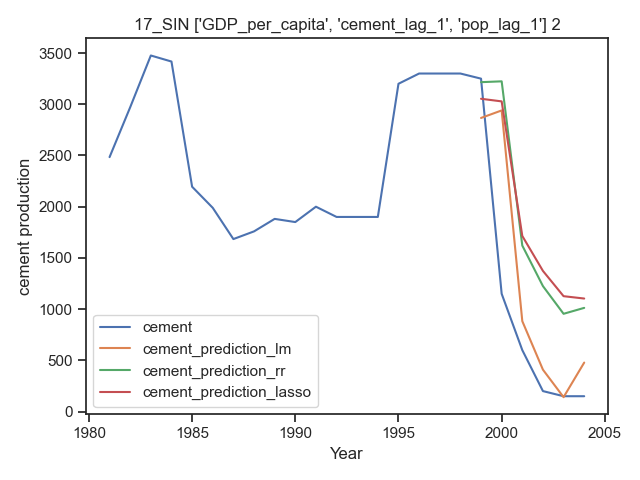 17_SIN ['GDP_per_capita', 'cement_lag_1', 'pop_lag_1'] 2
3500
3000
2500
2000
1500
1000
500
0
cement production
cement
cement_prediction_lm
cement_prediction_rr
cement_prediction_lasso
1980
1985
1990
1995
2000
2005
Year